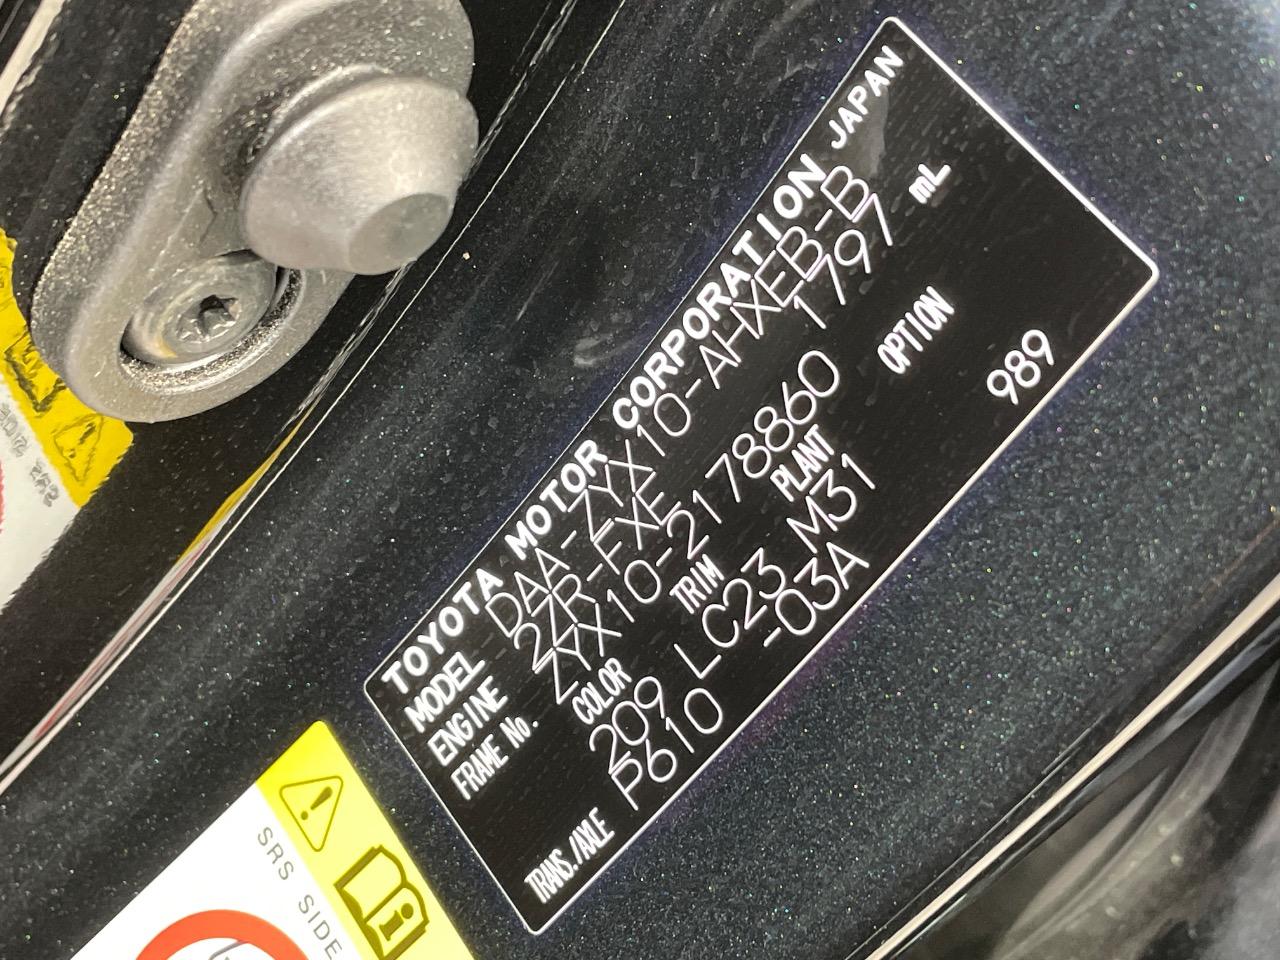 TOYOTA MOTOR CORPORATION JAPAN
MODEL DAA-ZYX10-AHXEB-B
ENGINE 2ZR-FXE 1797 mL
FRAME No. ZYX10-2178860
COLOR TRIM PLANT OPTION
209 LC23 M31 989
TRANS./AXLE P610 -03A
SRS SIDE